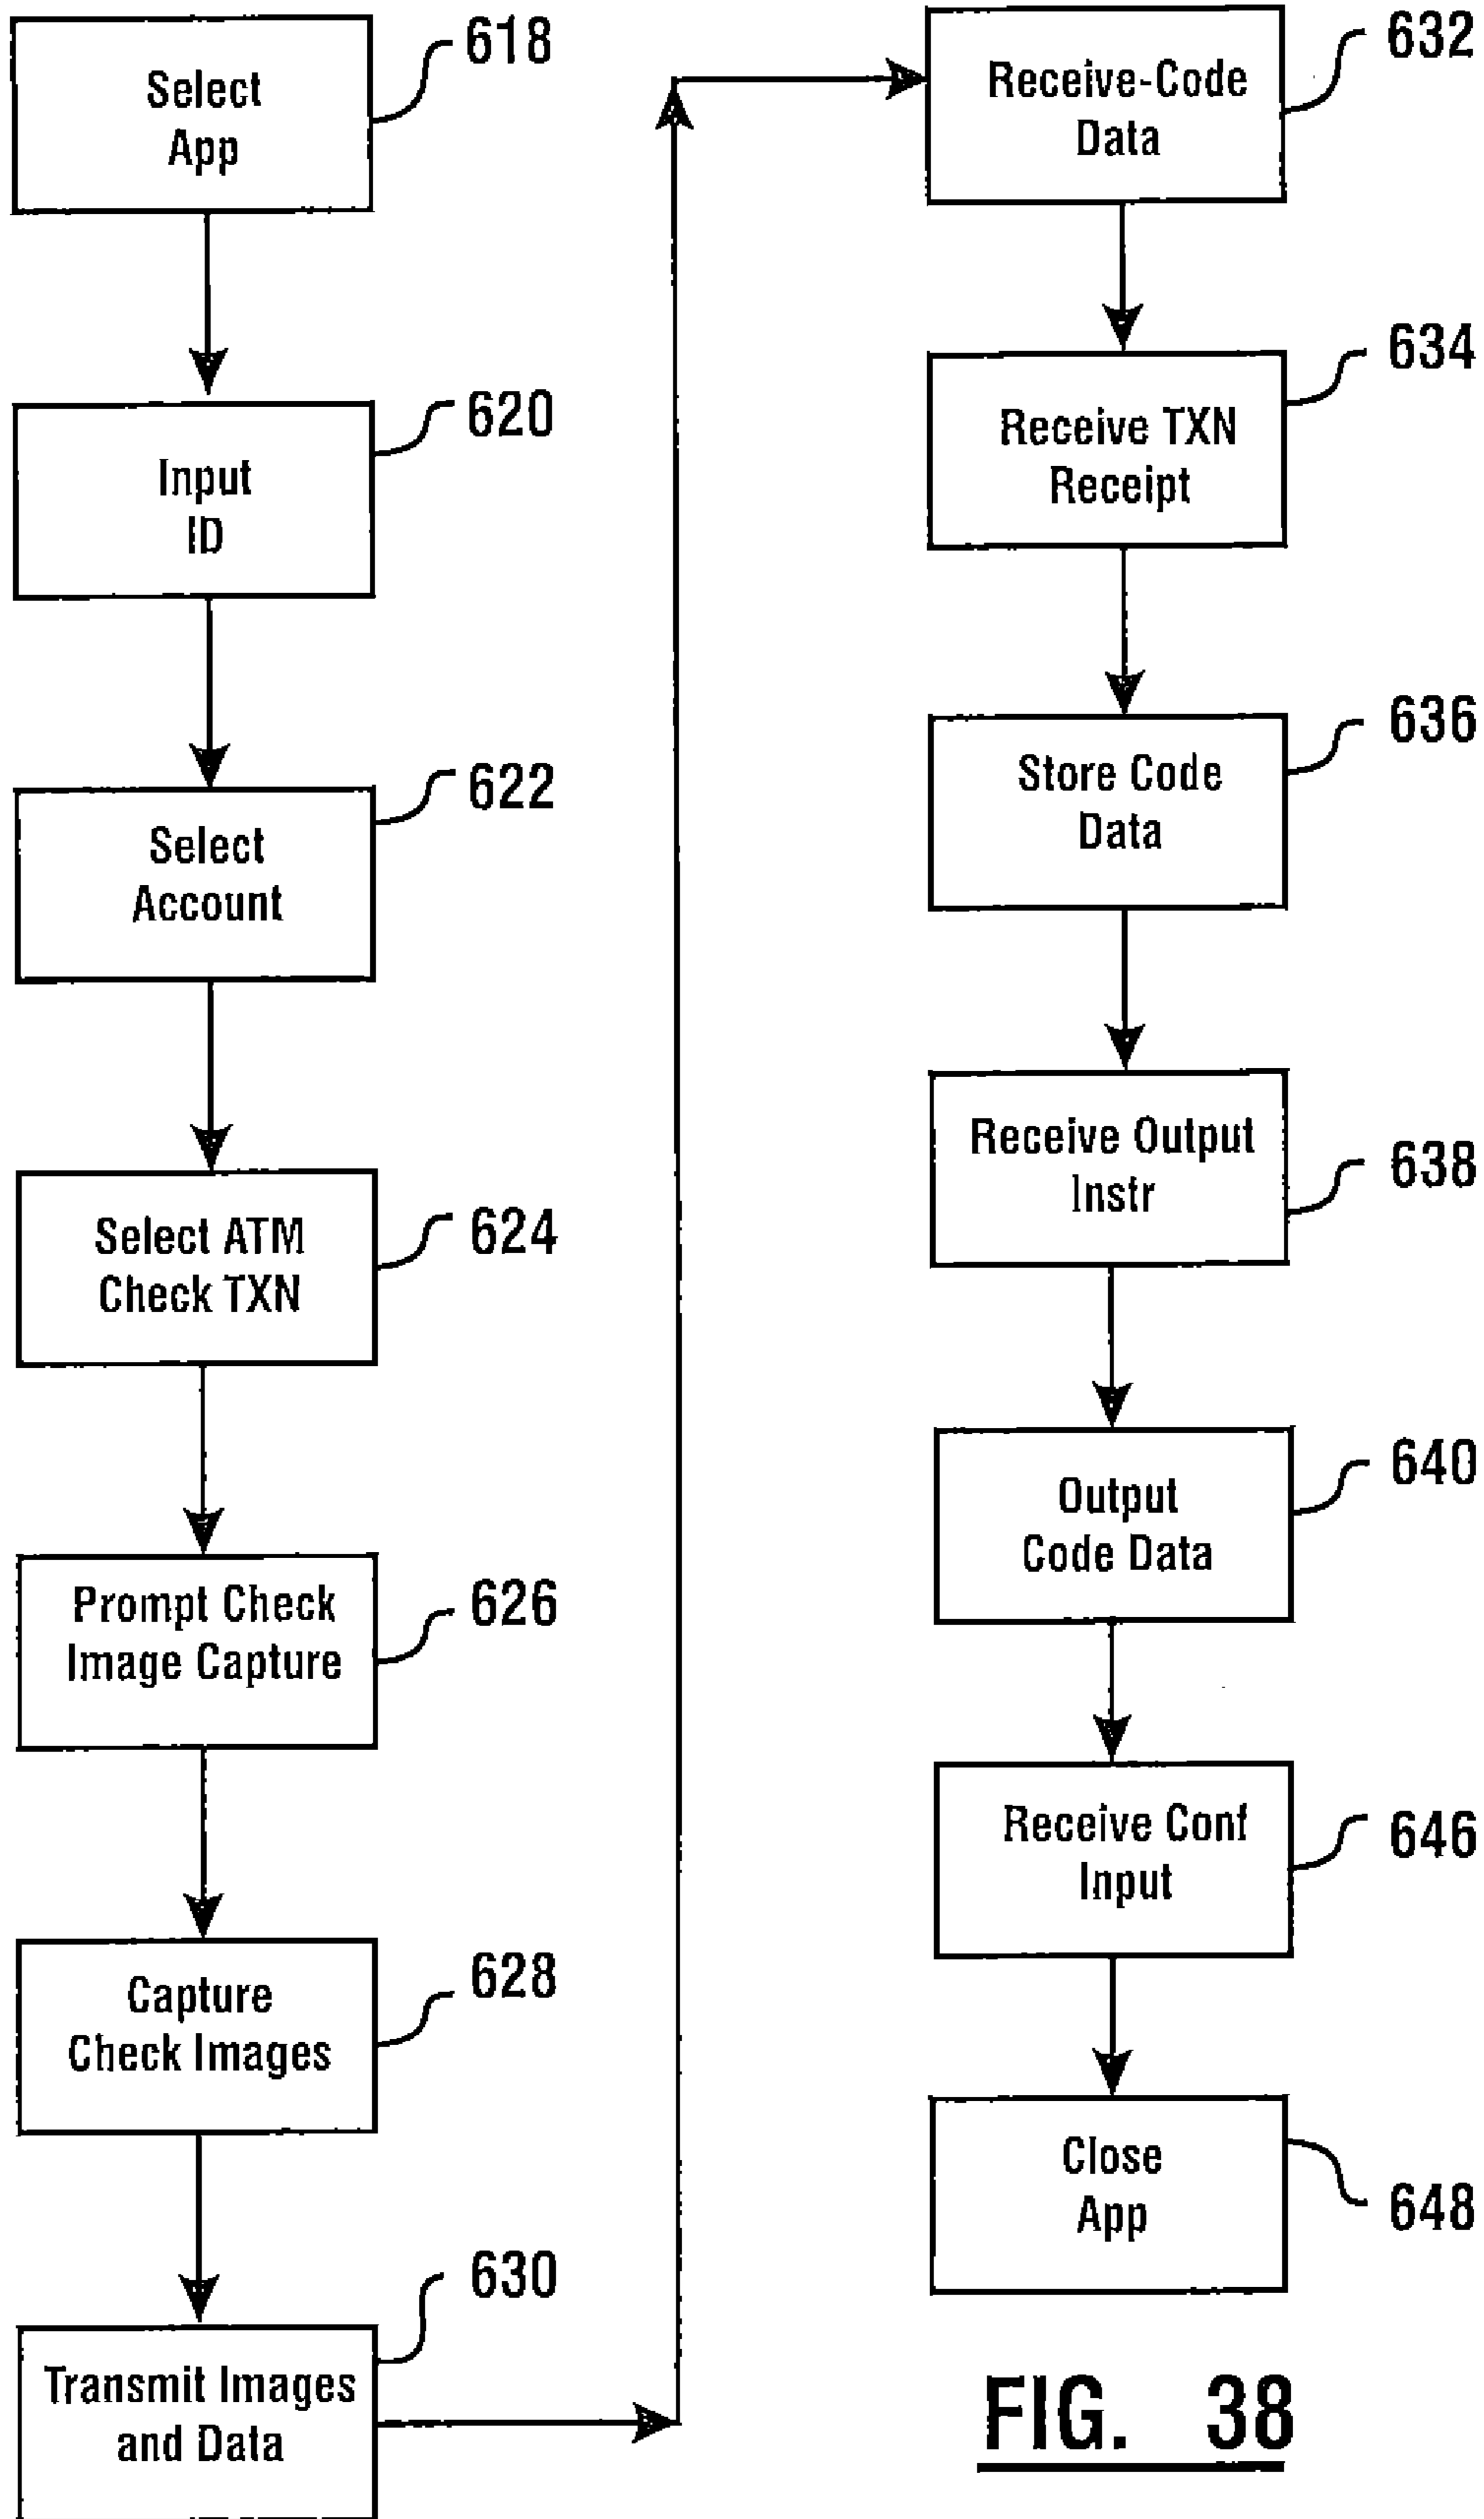 Select
App
618
Input
ID
620
Select
Account
622
Select ATM
Check TXN
624
Prompt Check
Image Capture
626
Capture
Check Images
628
Transmit Images
and Data
630
Receive-Code
Data
632
Receive TXN
Receipt
634
Store Code
Data
636
Receive Output
Instr
638
Output
Code Data
640
Receive Conf
Input
646
Close
App
648
FIG. 38